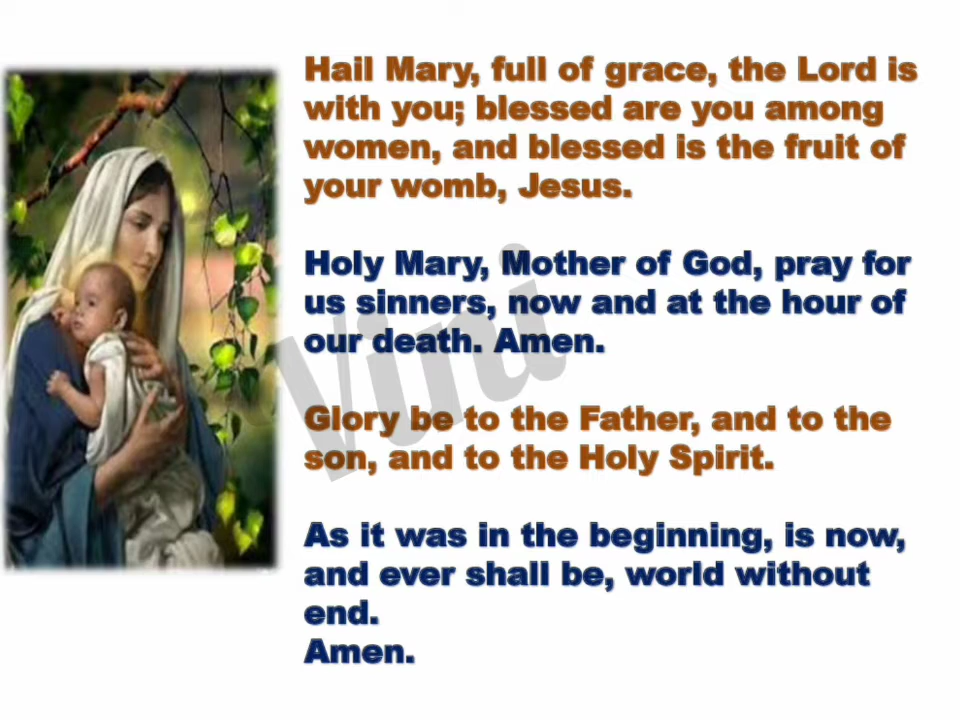 Hail Mary, full of grace, the Lord is
with you; blessed are you among
women, and blessed is the fruit of
your womb, Jesus.
Holy Mary, Mother of God, pray for
us sinners, now and at the hour of
our death. Amen.
Glory be to the Father, and to the
son, and to the Holy Spirit.
As it was in the beginning, is now,
and ever shall be, world without
end.
Amen.
Vini